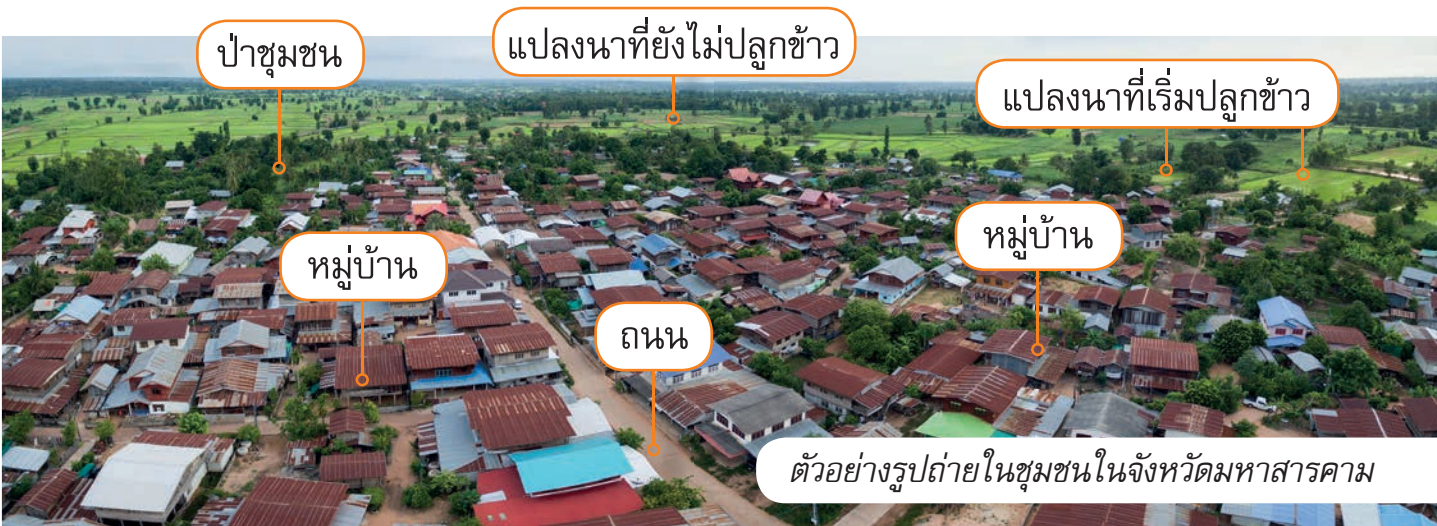 ป่าชุมชน
แปลงนาที่ยังไม่ปลูกข้าว
แปลงนาที่เริ่มปลูกข้าว
หมู่บ้าน
หมู่บ้าน
ถนน
ตัวอย่างรูปถ่ายในชุมชนในจังหวัดมหาสารคาม